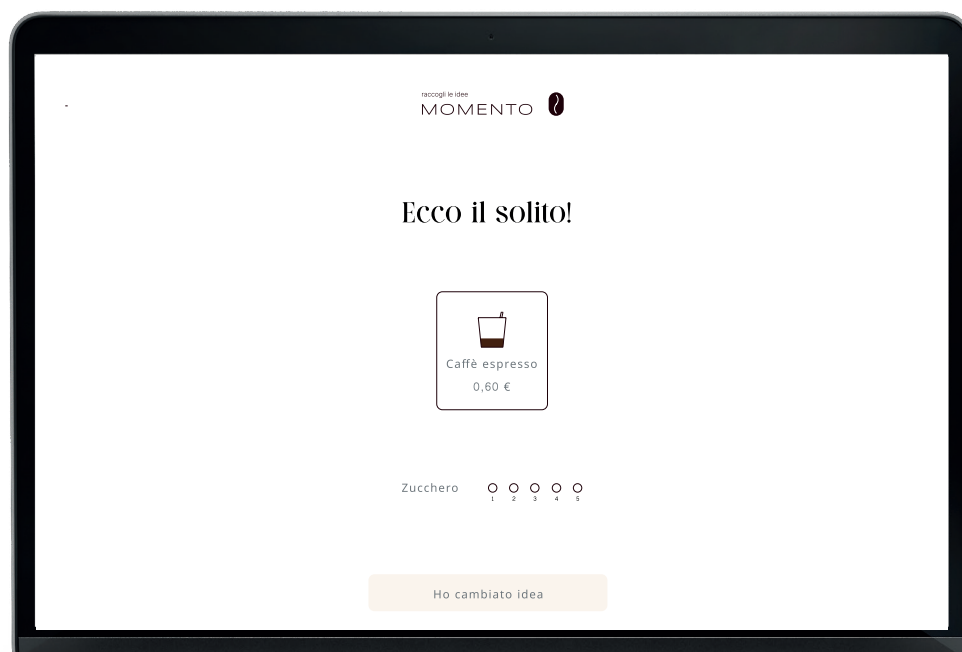 raccogli le idee
MOMENTO
Ecco il solito!
Caffè espresso
0,60 €
Zucchero
1 2 3 4 5
Ho cambiato idea